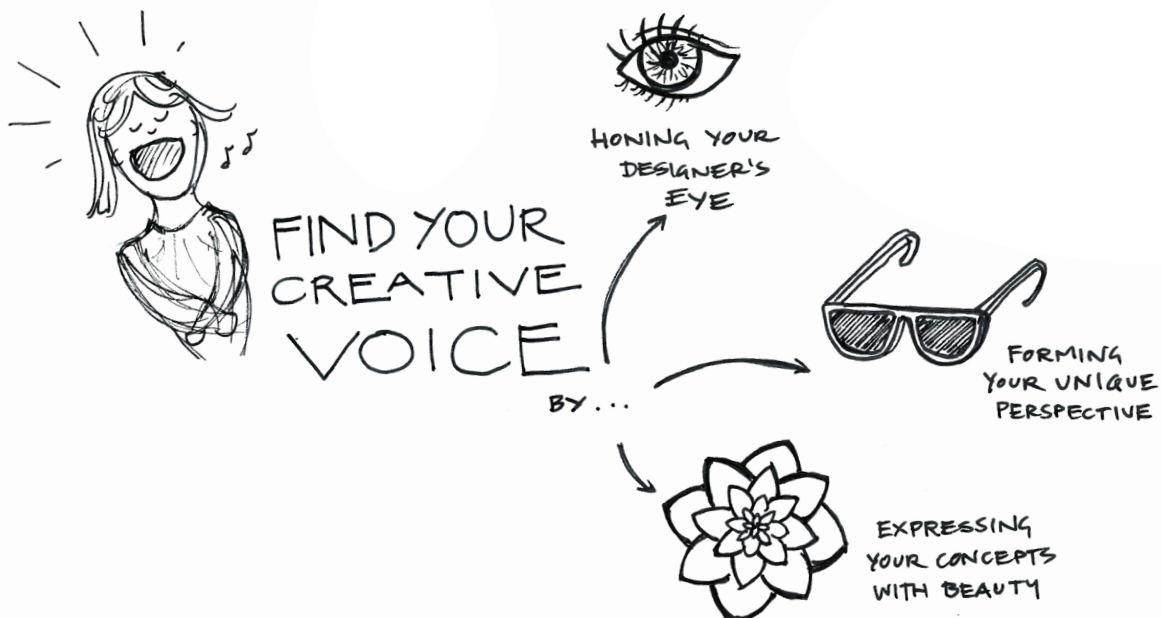 FIND YOUR
CREATIVE
VOICE
BY...
HONING YOUR
DESIGNER'S
EYE
FORMING
YOUR UNIQUE
PERSPECTIVE
EXPRESSING
YOUR CONCEPTS
WITH BEAUTY